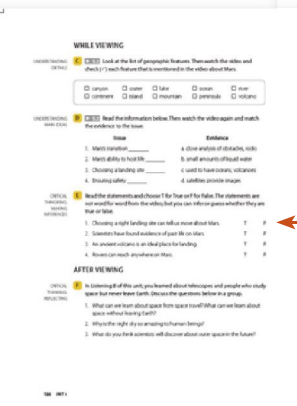 WHILE VIEWING
UNDERSTANDING DETAILS
C Look at the list of geographic features. Then watch the video and
check (✓) each feature that is mentioned in the video about Mars.
☐ canyon ☐ crater ☐ lake ☐ ocean ☐ river
☐ continent ☐ island ☐ mountain ☐ peninsula ☐ volcano
UNDERSTANDING MAIN IDEAS
D Read the information below. Then watch the video again and match
the evidence to the issue.
Issue Evidence
1. Mars's transition ______ a. close analysis of obstacles, rocks
2. Mars's ability to host life ______ b. small amounts of liquid water
3. Choosing a landing site ______ c. used to have oceans, volcanoes
4. Ensuring safety ______ d. satellites provide images
CRITICAL THINKING: MAKING INFERENCES
E Read the statements and choose T for True or F for False. The statements are
not word for word from the video, but you can infer or guess whether they are
true or false.
1. Choosing a right landing site can tell us more about Mars. T F
2. Scientists have found evidence of past life on Mars. T F
3. An ancient volcano is an ideal place for landing. T F
4. Rovers can reach anywhere on Mars. T F
AFTER VIEWING
CRITICAL THINKING: REFLECTING
F In Listening B of this unit, you learned about telescopes and people who study
space but never leave Earth. Discuss the questions below in a group.
1. What can we learn about space from space travel? What can we learn about
space without leaving Earth?
2. Why is the night sky so amazing to human beings?
3. What do you think scientists will discover about outer space in the future?